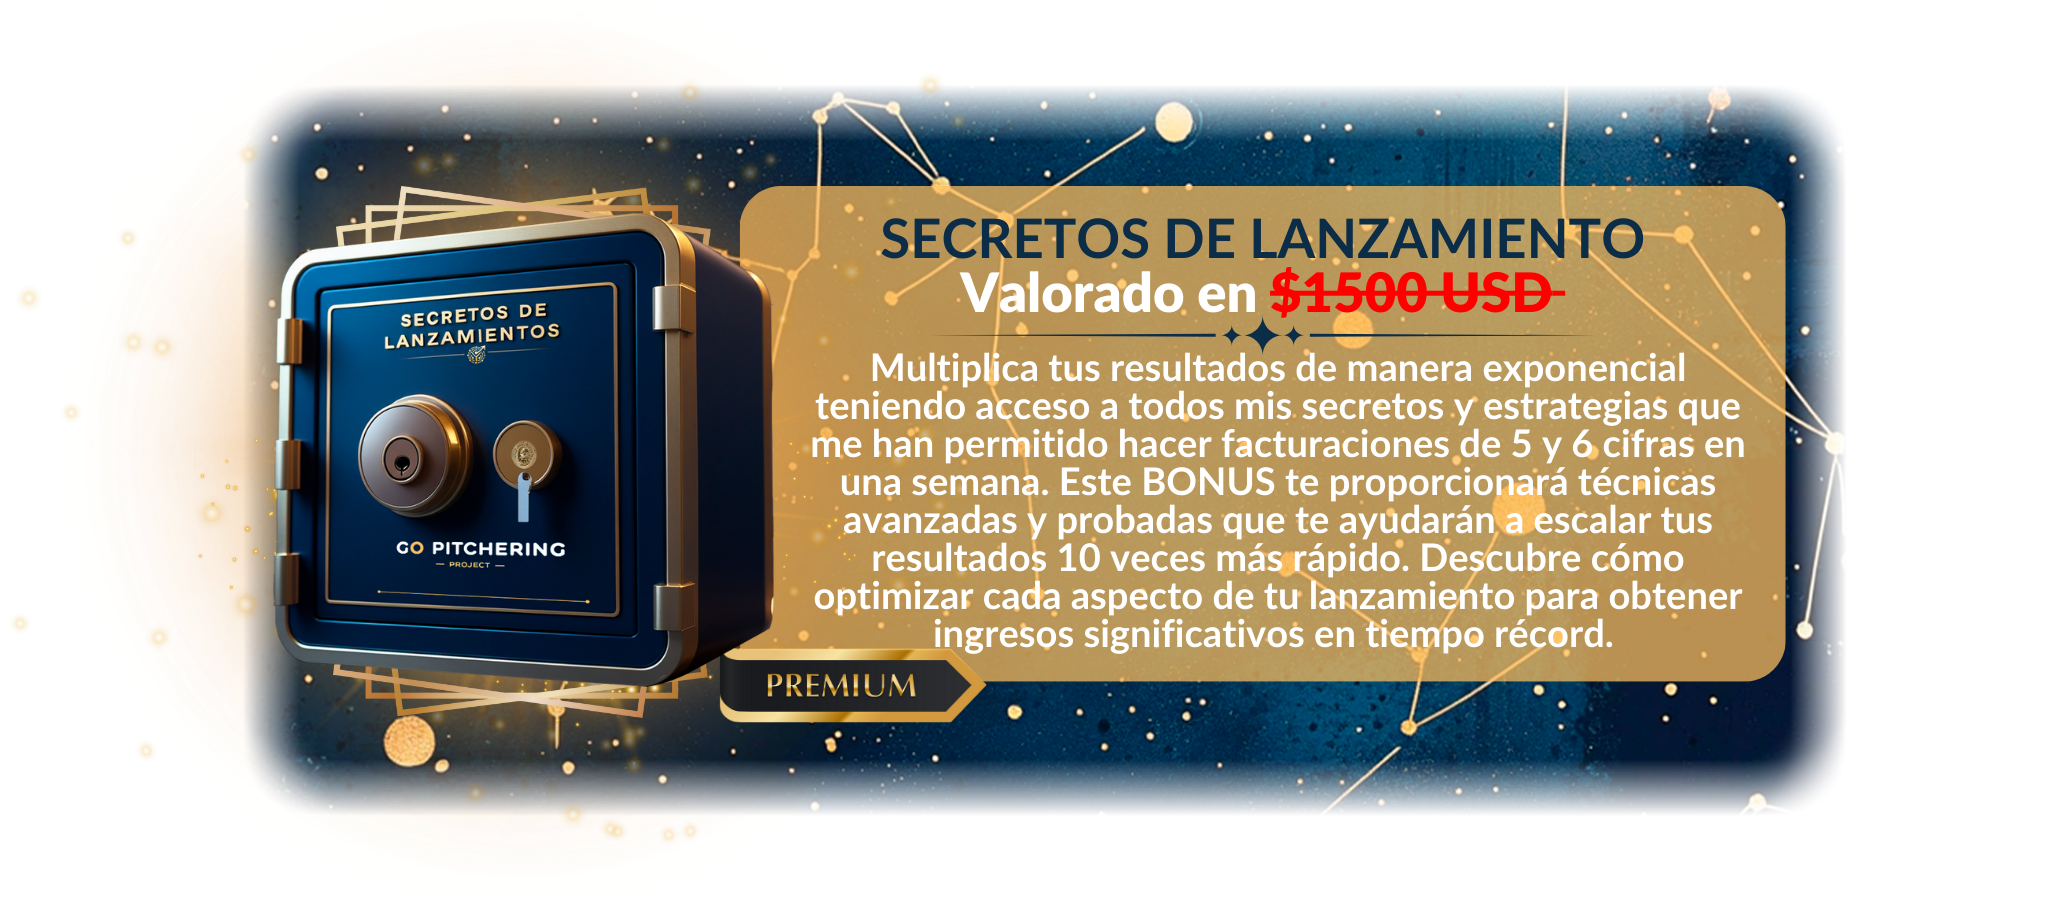 SECRETOS DE
LANZAMIENTOS
GO PITCHERING
PROJECT
SECRETOS DE LANZAMIENTO
Valorado en $1500 USD
Multiplica tus resultados de manera exponencial
teniendo acceso a todos mis secretos y estrategias que
me han permitido hacer facturaciones de 5 y 6 cifras en
una semana. Este BONUS te proporcionará técnicas
avanzadas y probadas que te ayudarán a escalar tus
resultados 10 veces más rápido. Descubre cómo
optimizar cada aspecto de tu lanzamiento para obtener
ingresos significativos en tiempo récord.
PREMIUM